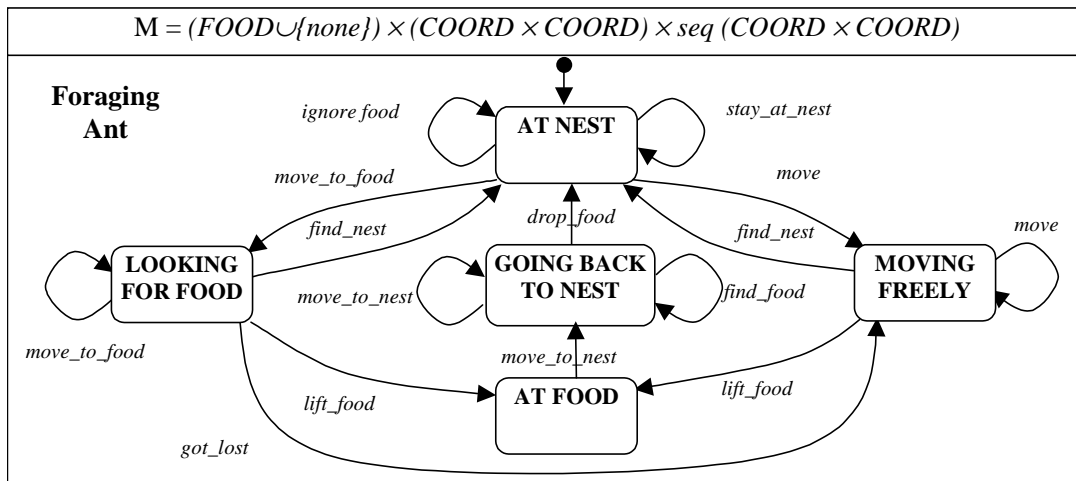 M = (FOOD∪{none}) × (COORD × COORD) × seq (COORD × COORD)
Foraging
Ant
ignore food
AT NEST
stay_at_nest
move_to_food
move
drop_food
find_nest
find_nest
move
LOOKING
FOR FOOD
GOING BACK
TO NEST
MOVING
FREELY
move_to_nest
find_food
move_to_food
move_to_nest
AT FOOD
lift_food
lift_food
got_lost